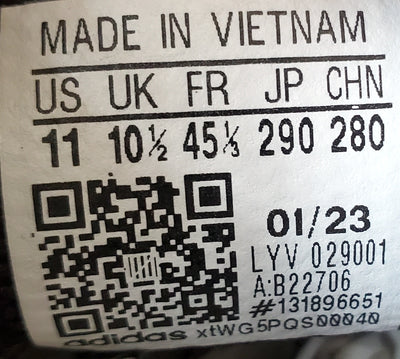 MADE IN VIETNAM
US UK FR JP CHN
11 10½ 45⅓ 290 280
01/23
LYV 029001
A:B22706
#131896651
adidas xtWG5PQS00040